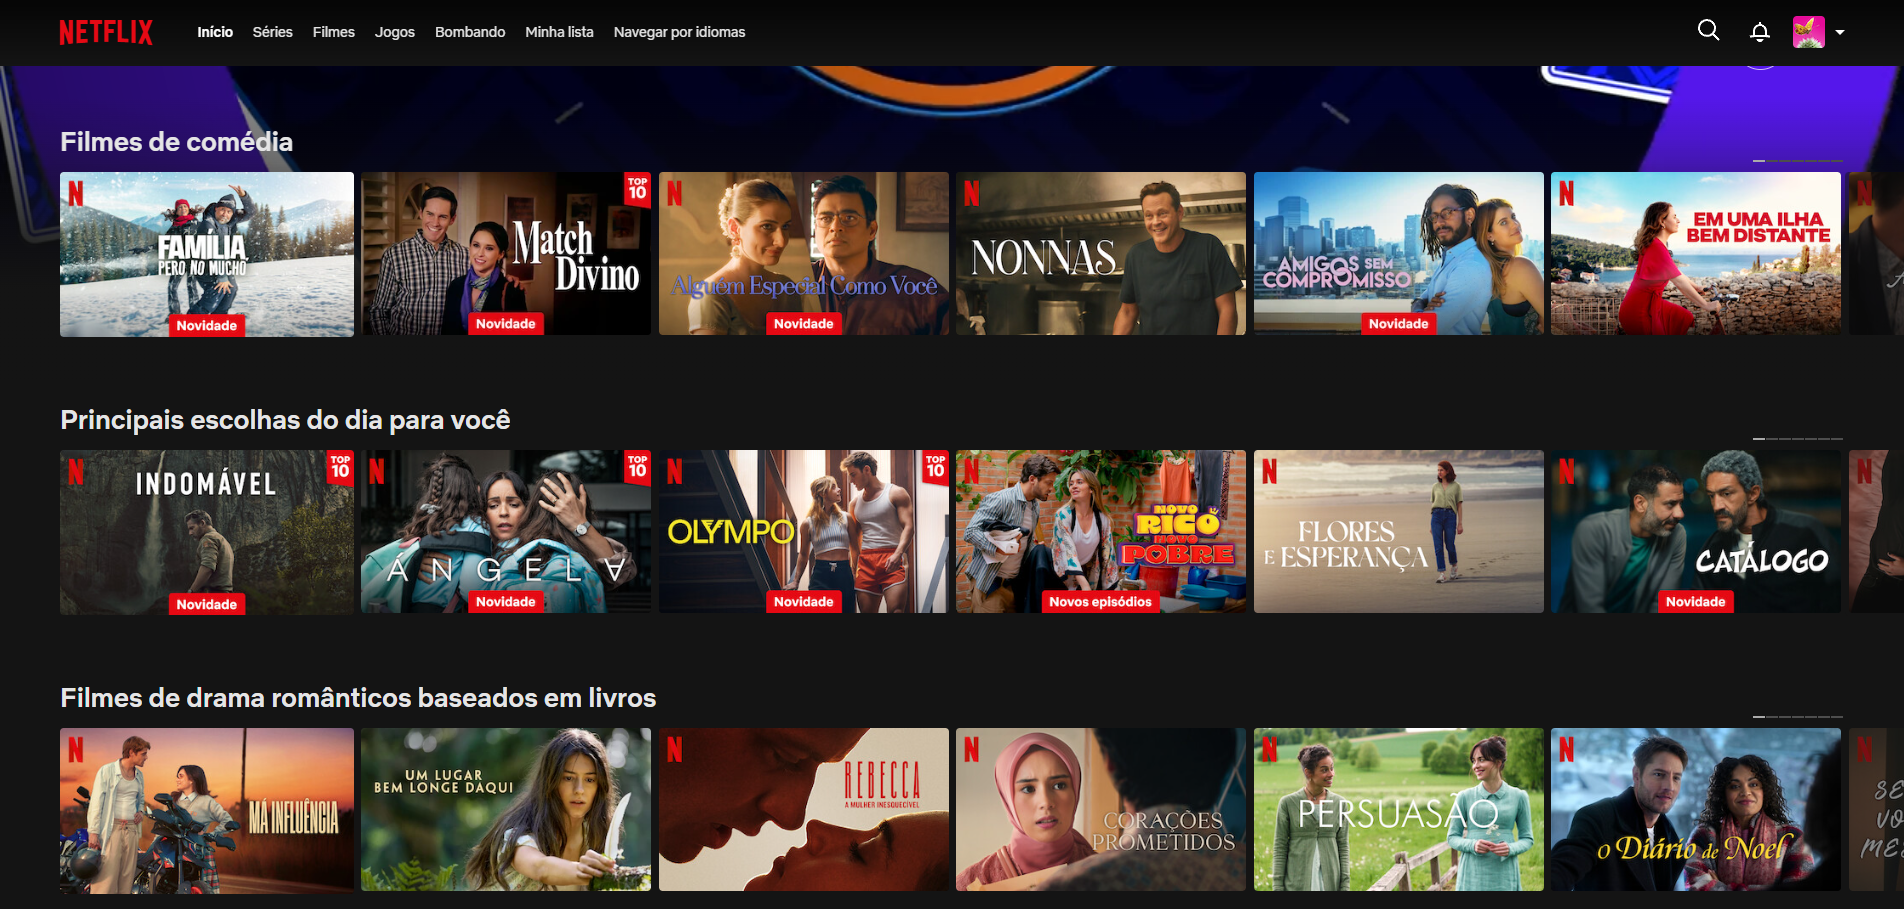 NETFLIX
Início Séries Filmes Jogos Bombando Minha lista Navegar por idiomas
Filmes de comédia
N
FAMÍLIA,
PERO NO MUCHO
Novidade
TOP
10
Match
Divino
Novidade
N
Alguém Especial Como Você
Novidade
N
NONNAS
AMIGOS SEM
COMPROMISSO
Novidade
N
EM UMA ILHA
BEM DISTANTE
N
Principais escolhas do dia para você
N
TOP
10
INDOMÁVEL
Novidade
N
TOP
10
ÁNGELA
Novidade
N
TOP
10
OLYMPO
Novidade
N
NOVO
RICO
NOVO
POBRE
Novos episódios
N
FLORES
E ESPERANÇA
N
CATÁLOGO
Novidade
N
Filmes de drama românticos baseados em livros
N
MÁ INFLUÊNCIA
UM LUGAR
BEM LONGE DAQUI
N
REBECCA
A MULHER INESQUECÍVEL
N
CORAÇÕES
PROMETIDOS
N
PERSUASÃO
N
O Diário de Noel
N
SE
VO
ME